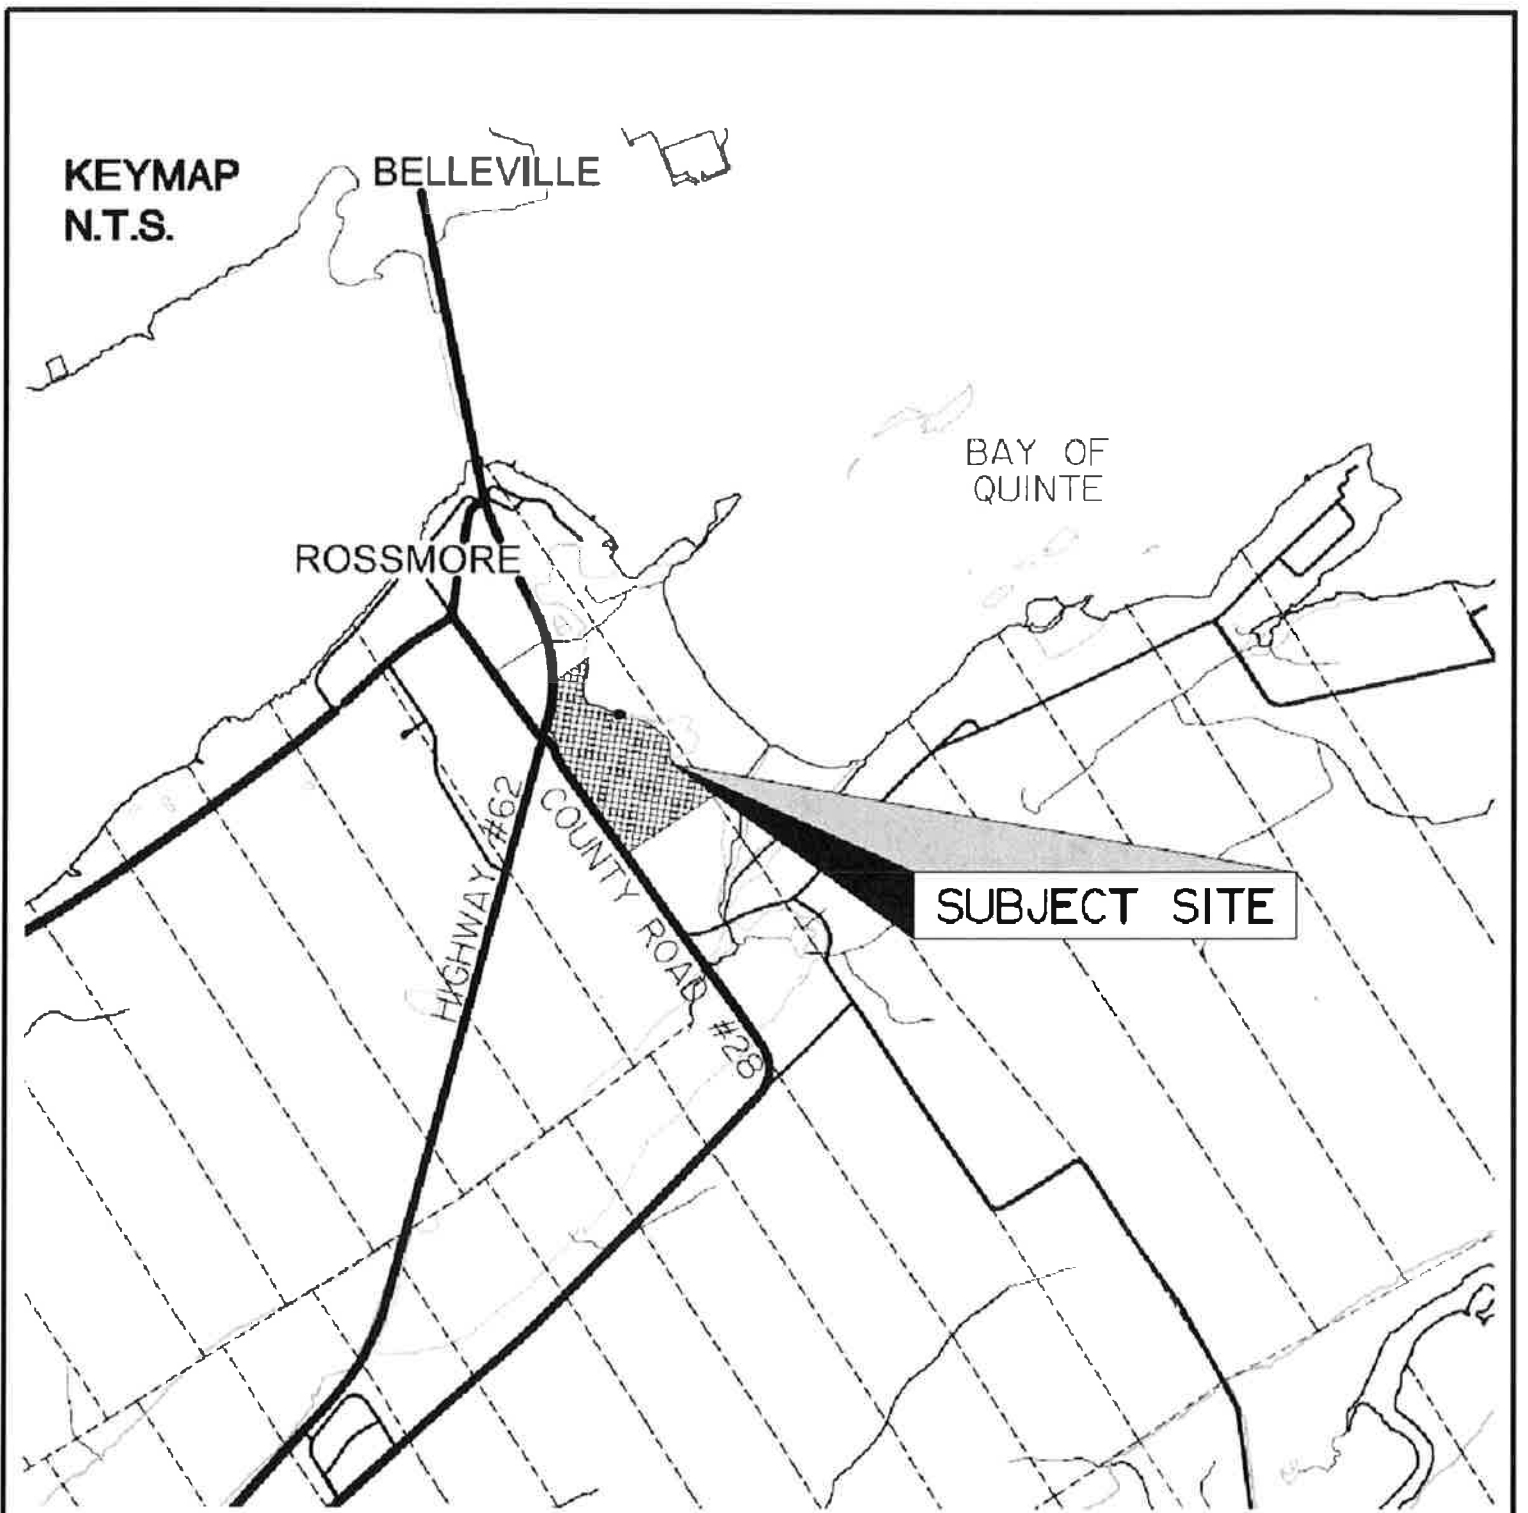 KEYMAP
N.T.S.
BELLEVILLE
BAY OF
QUINTE
ROSSMORE
HIGHWAY #62
COUNTY ROAD #28
SUBJECT SITE